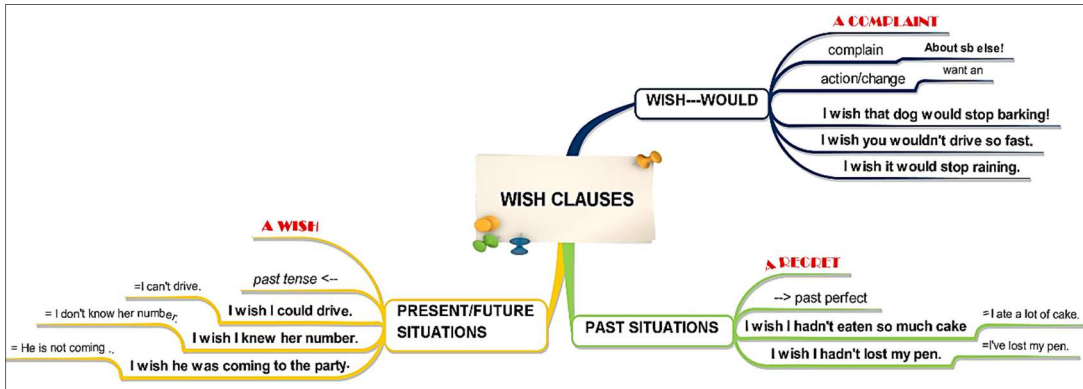 A COMPLAINT
complain
About sb else!
action/change
want an
WISH---WOULD
I wish that dog would stop barking!
I wish you wouldn't drive so fast.
I wish it would stop raining.
WISH CLAUSES
A WISH
past tense <--
=I can't drive.
I wish I could drive.
= I don't know her number.
I wish I knew her number.
= He is not coming ..
I wish he was coming to the party.
PRESENT/FUTURE
SITUATIONS
A REGRET
--> past perfect
PAST SITUATIONS
I wish I hadn't eaten so much cake
=I ate a lot of cake.
I wish I hadn't lost my pen.
=I've lost my pen.